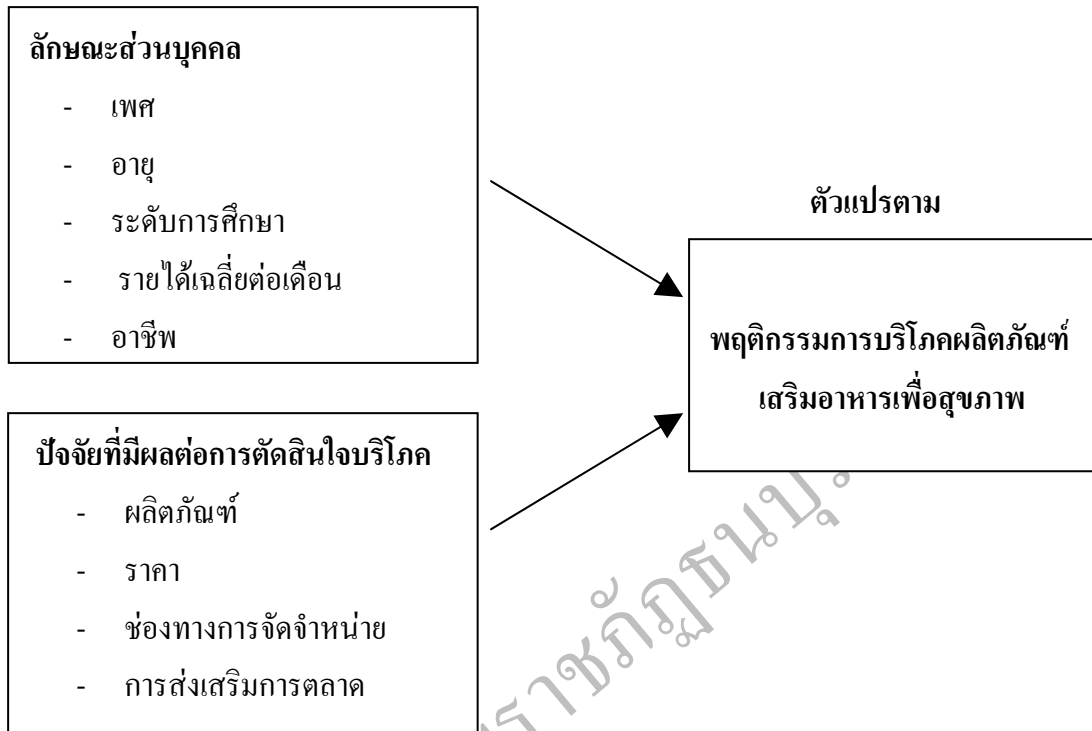 ลักษณะส่วนบุคคล
- เพศ
- อายุ
- ระดับการศึกษา
- รายได้เฉลี่ยต่อเดือน
- อาชีพ
ปัจจัยที่มีผลต่อการตัดสินใจบริโภค
- ผลิตภัณฑ์
- ราคา
- ช่องทางการจัดจำหน่าย
- การส่งเสริมการตลาด
ตัวแปรตาม
พฤติกรรมการบริโภคผลิตภัณฑ์
เสริมอาหารเพื่อสุขภาพ
ราชภัฏธนบุ